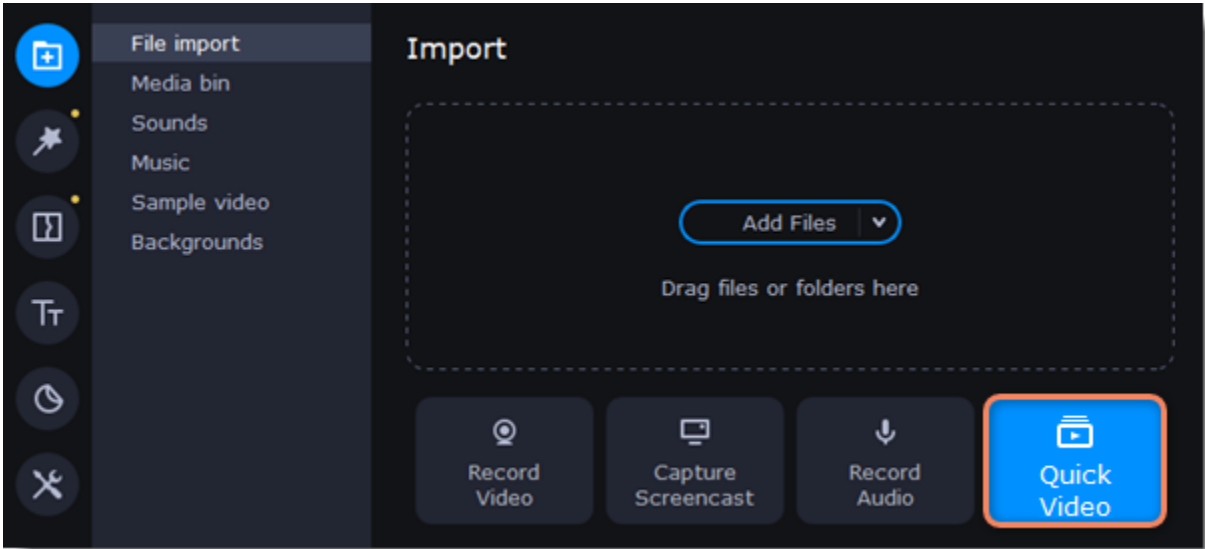 File import
Media bin
Sounds
Music
Sample video
Backgrounds
Import
Add Files
Drag files or folders here
Record
Video
Capture
Screencast
Record
Audio
Quick
Video